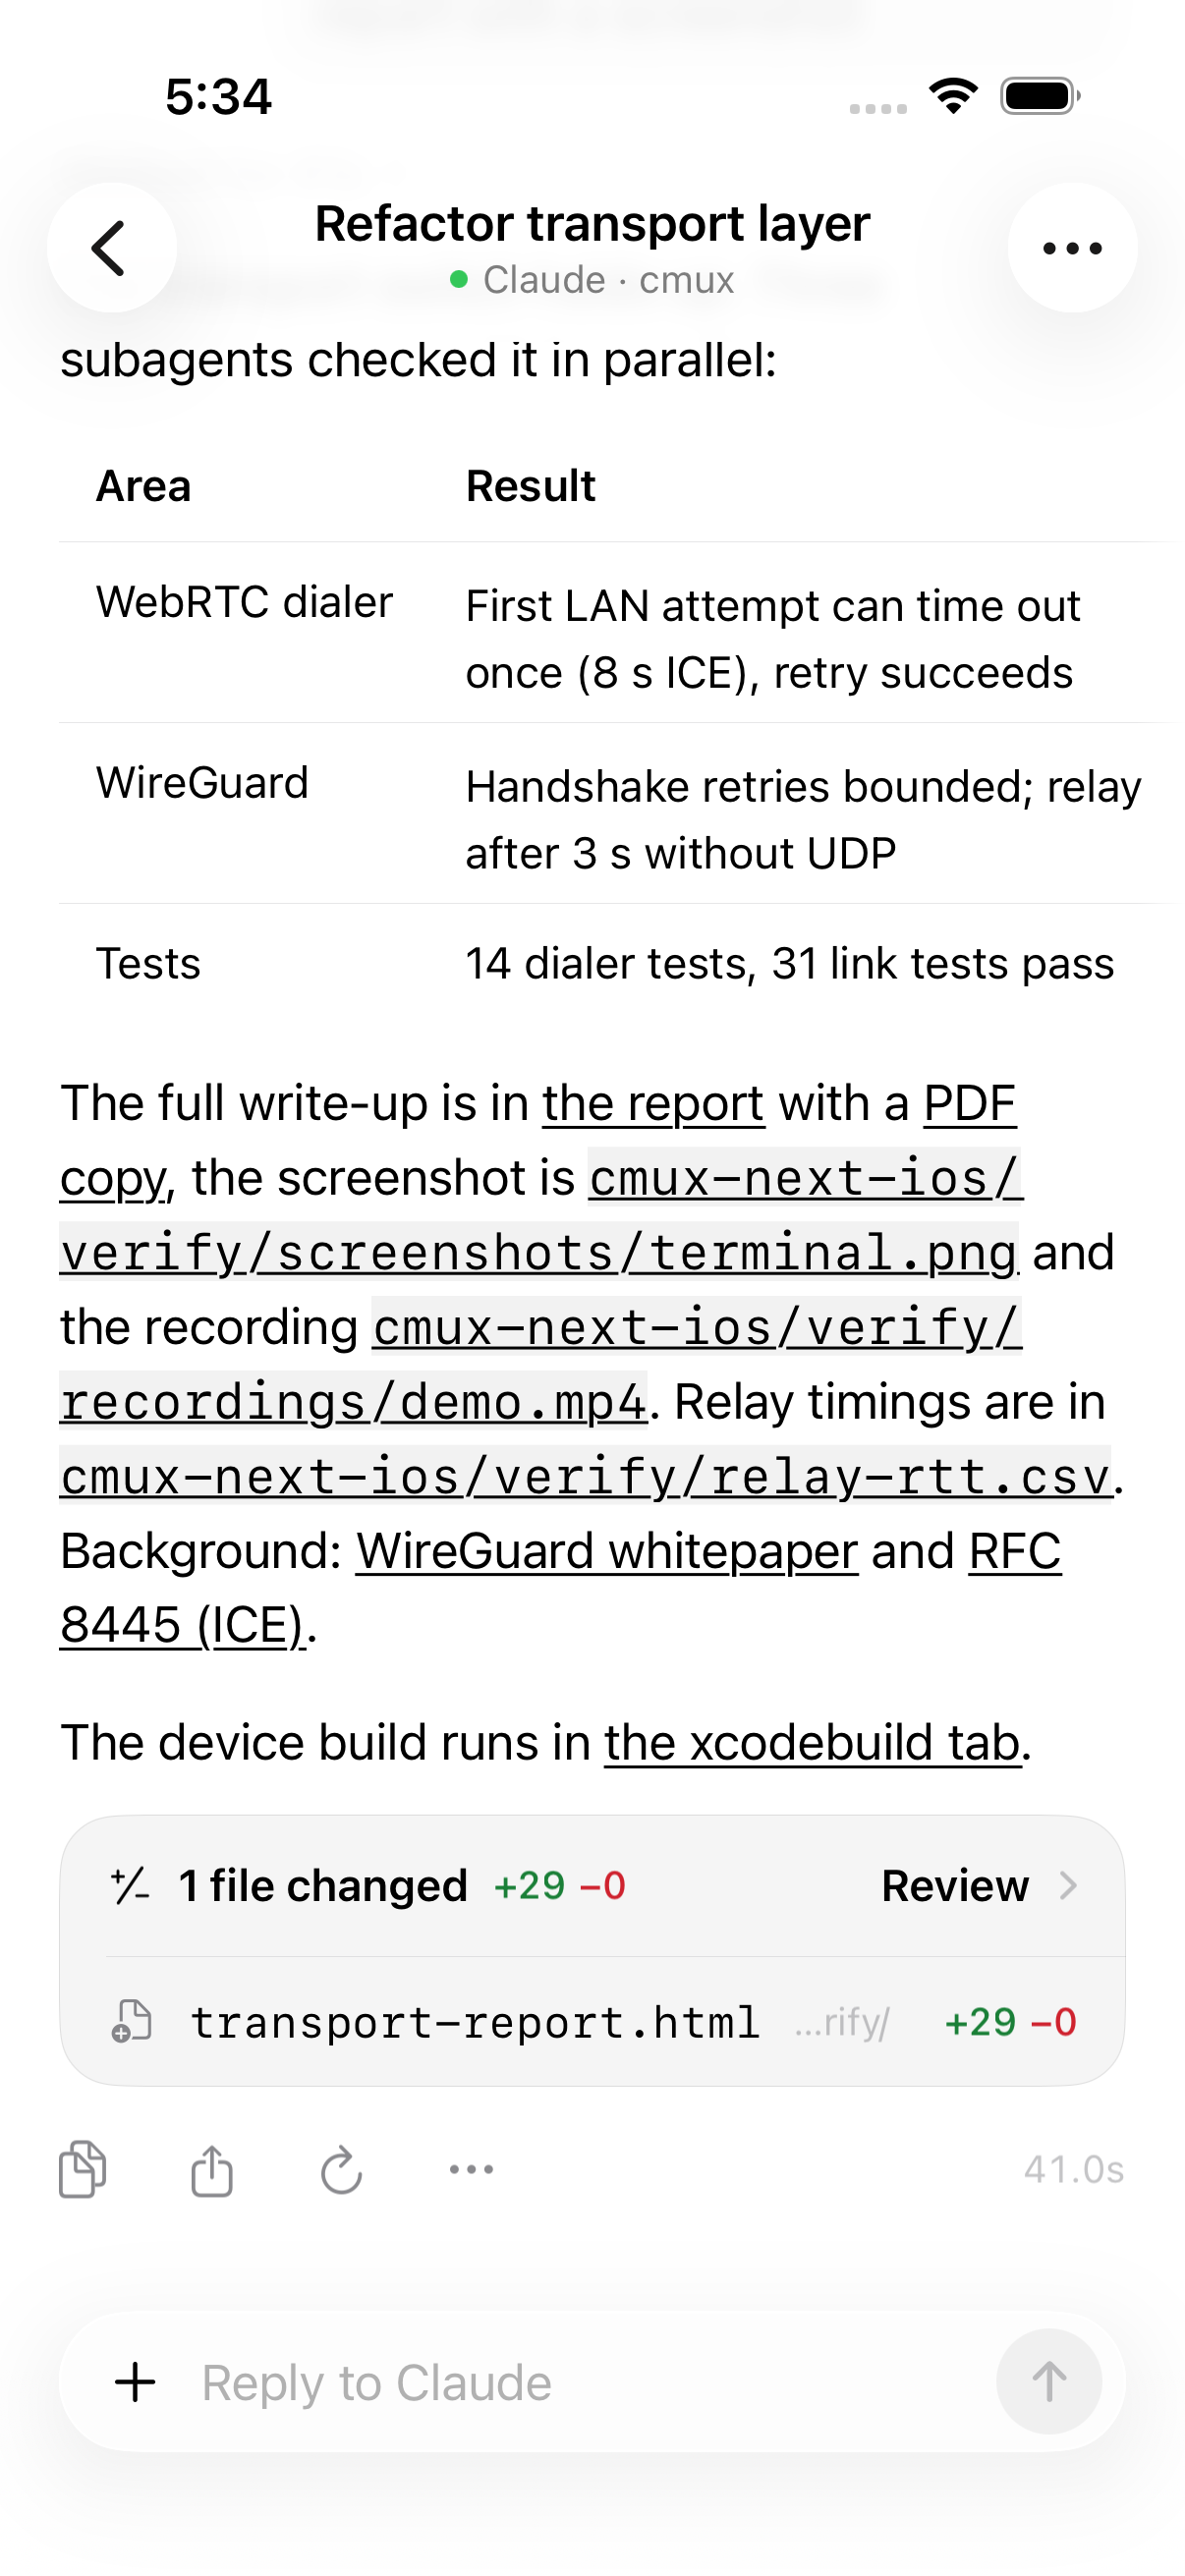 5:34
Refactor transport layer
Claude · cmux
subagents checked it in parallel:
Area Result
WebRTC dialer First LAN attempt can time out
once (8 s ICE), retry succeeds
WireGuard Handshake retries bounded; relay
after 3 s without UDP
Tests 14 dialer tests, 31 link tests pass
The full write-up is in the report with a PDF
copy, the screenshot is cmux-next-ios/
verify/screenshots/terminal.png and
the recording cmux-next-ios/verify/
recordings/demo.mp4. Relay timings are in
cmux-next-ios/verify/relay-rtt.csv.
Background: WireGuard whitepaper and RFC
8445 (ICE).
The device build runs in the xcodebuild tab.
1 file changed +29 −0 Review
transport-report.html ...rify/ +29 −0
41.0s
Reply to Claude